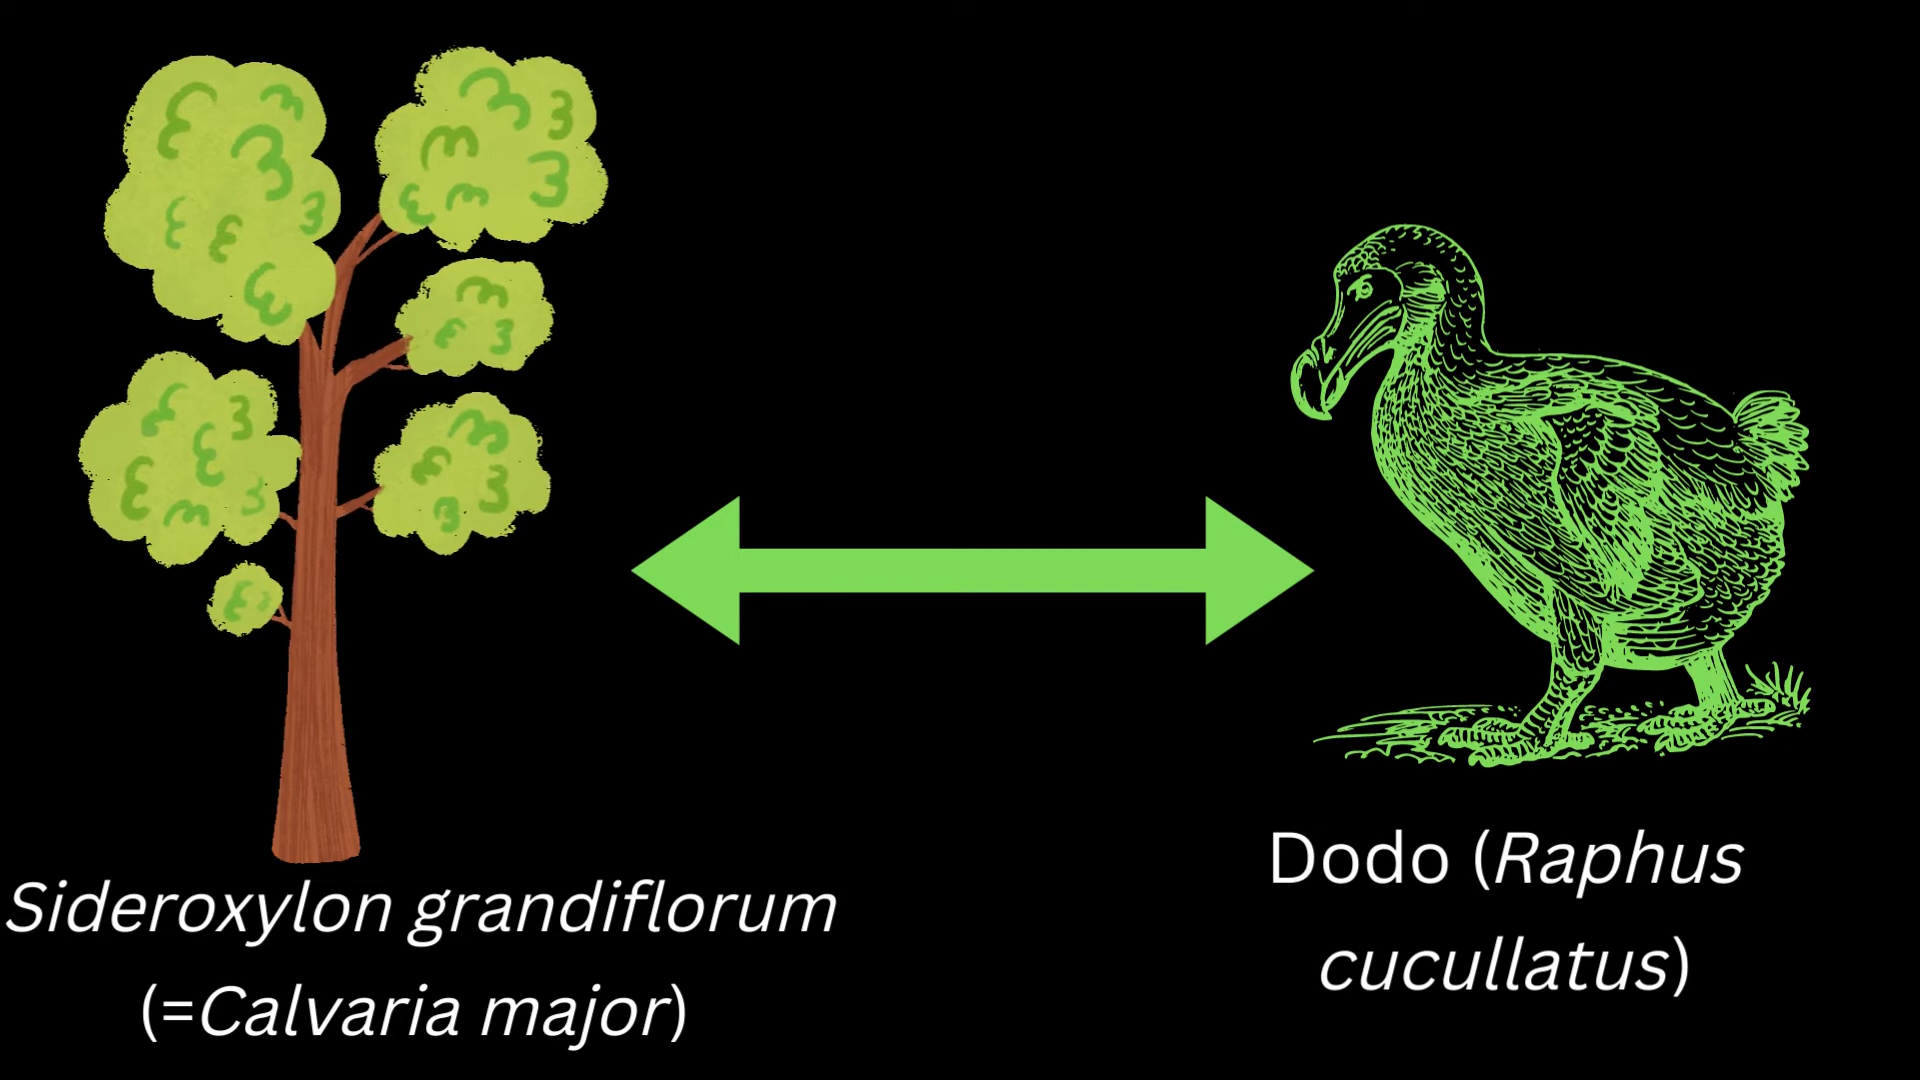 Sideroxylon grandiflorum
(=Calvaria major)
Dodo (Raphus
cucullatus)